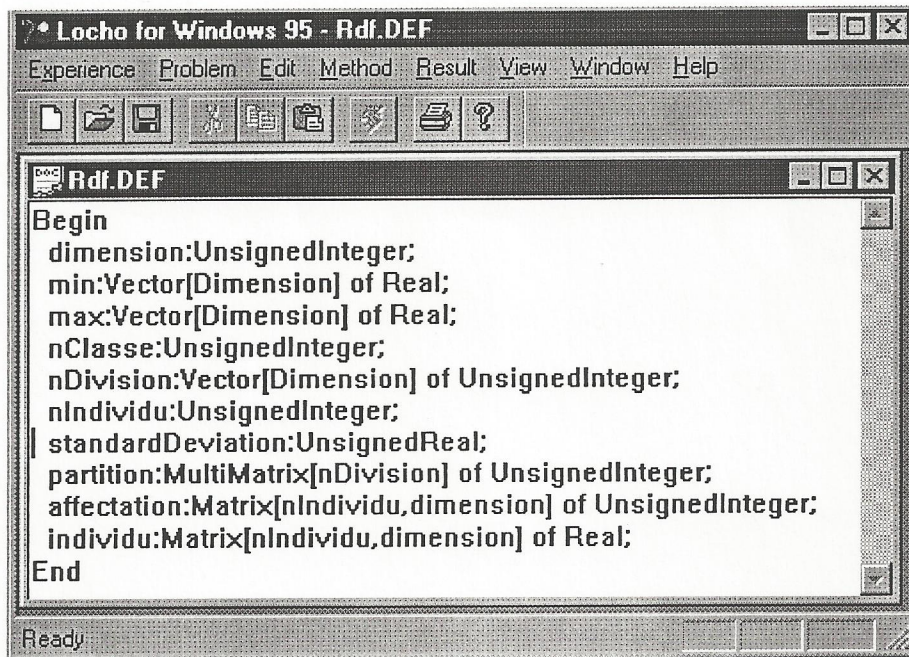 Locho for Windows 95 - Rdf.DEF
Experience Problem Edit Method Result View Window Help
DOC Rdf.DEF
Begin
dimension:UnsignedInteger;
min:Vector[Dimension] of Real;
max:Vector[Dimension] of Real;
nClasse:UnsignedInteger;
nDivision:Vector[Dimension] of UnsignedInteger;
nIndividu:UnsignedInteger;
standardDeviation:UnsignedReal;
partition:MultiMatrix[nDivision] of UnsignedInteger;
affectation:Matrix[nIndividu,dimension] of UnsignedInteger;
individu:Matrix[nIndividu,dimension] of Real;
End
Ready